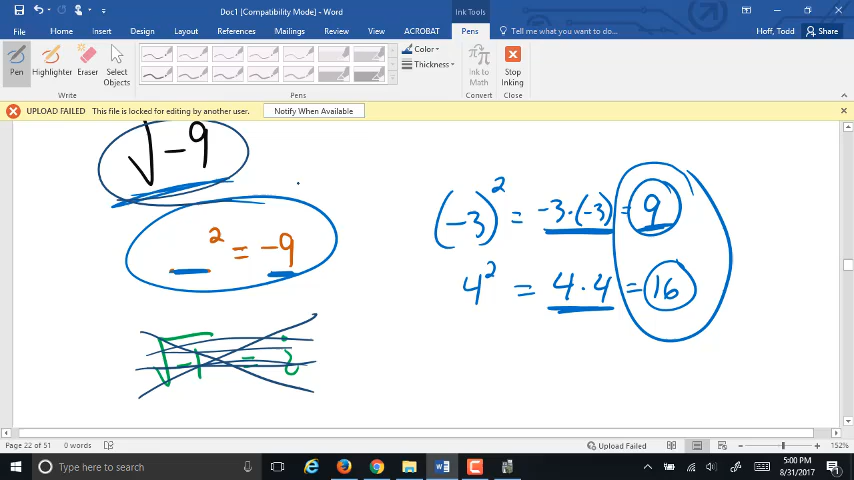 Doc1 [Compatibility Mode] - Word
Ink Tools
Hoff, Todd
File Home Insert Layout References Mailings Review View ACROBAT Pens Tell me what you want to do... Share
Pen Highlighter Eraser Select Objects
Color
Thickness
Ink to Math
Stop Inking
Write Pens Convert Close
UPLOAD FAILED This file is locked for editing by another user. Notify When Available
√-9
(-3)² = -3·(-3) = 9
__² = -9
4² = 4·4 = 16
√-1 = i
Page 22 of 51 0 words Upload Failed 152%
Type here to search
5:00 PM
8/31/2017